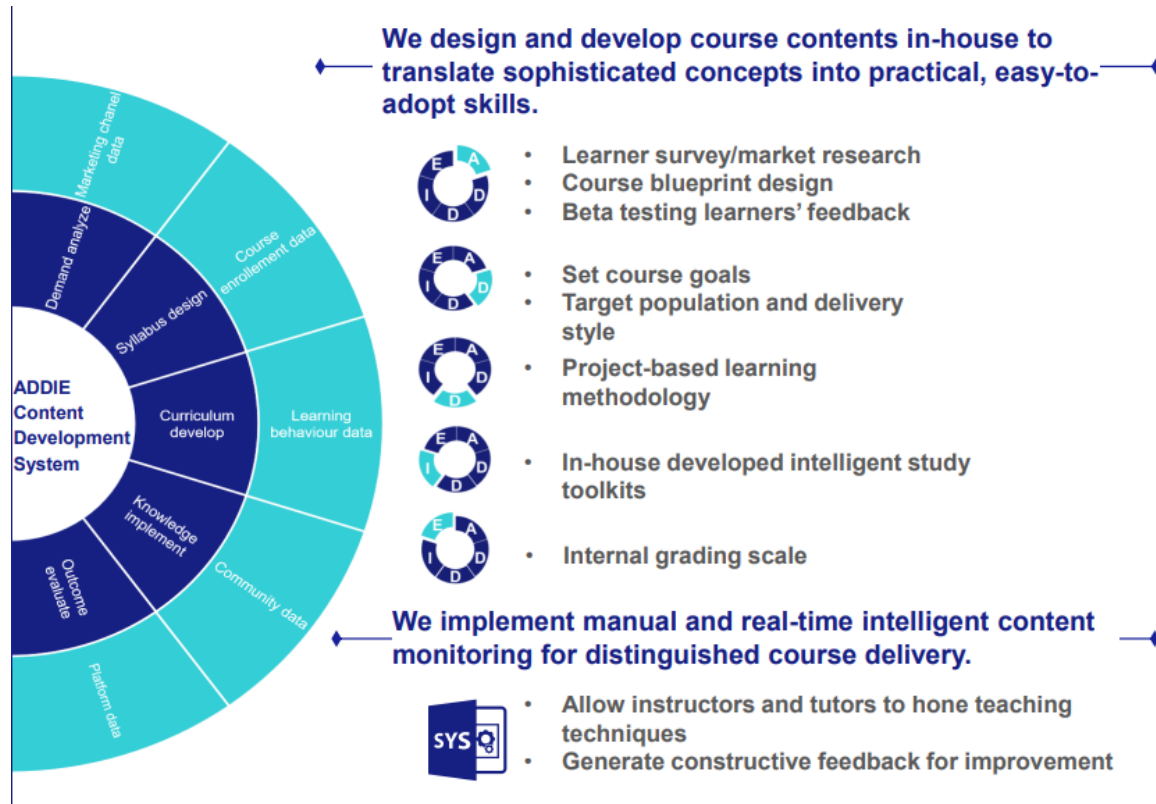 We design and develop course contents in-house to
translate sophisticated concepts into practical, easy-to-
adopt skills.
Marketing chanel
data
Course
enrollement data
Learning
behaviour data
Community data
Platform data
Demand analyze
Syllabus design
Curriculum
develop
Knowledge
implement
Outcome
evaluate
ADDIE
Content
Development
System
E A D D I
• Learner survey/market research
• Course blueprint design
• Beta testing learners’ feedback
E A D D I
• Set course goals
• Target population and delivery
style
E A D D I
• Project-based learning
methodology
E A D D I
• In-house developed intelligent study
toolkits
E A D D I
• Internal grading scale
We implement manual and real-time intelligent content
monitoring for distinguished course delivery.
SYS
• Allow instructors and tutors to hone teaching
techniques
• Generate constructive feedback for improvement